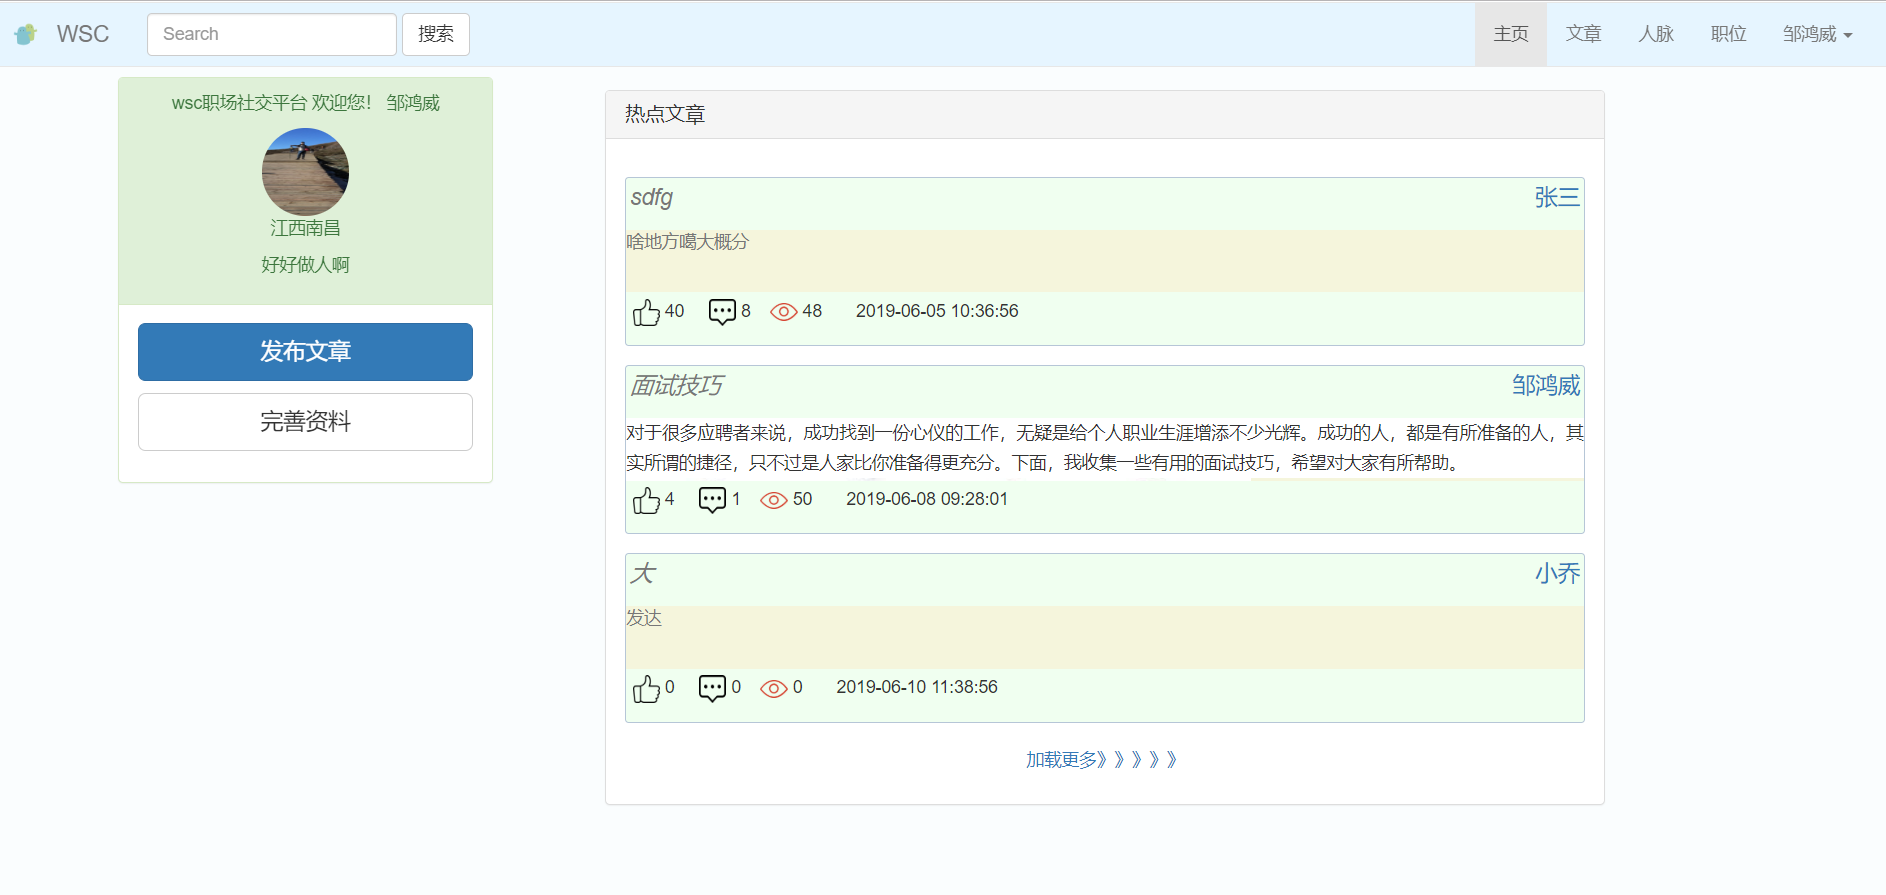 WSC
Search
搜索
主页
文章
人脉
职位
邹鸿威
wsc职场社交平台 欢迎您！ 邹鸿威
江西南昌
好好做人啊
发布文章
完善资料
热点文章
sdfg
张三
啥地方噶大概分
40 8 48 2019-06-05 10:36:56
面试技巧
邹鸿威
对于很多应聘者来说，成功找到一份心仪的工作，无疑是给个人职业生涯增添不少光辉。成功的人，都是有所准备的人，其
实所谓的捷径，只不过是人家比你准备得更充分。下面，我收集一些有用的面试技巧，希望对大家有所帮助。
4 1 50 2019-06-08 09:28:01
大
小乔
发达
0 0 0 2019-06-10 11:38:56
加载更多》》》》》